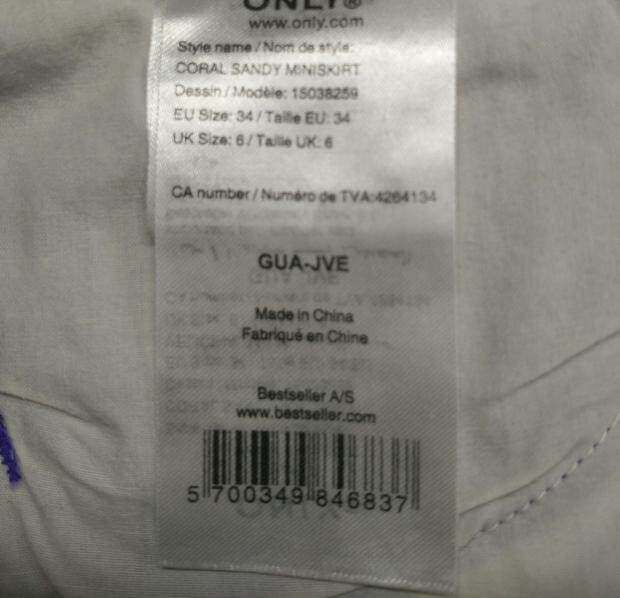 ONLY®
www.only.com
Style name / Nom de style:
CORAL SANDY MINISKIRT
Dessin / Modèle: 15038259
EU Size: 34 / Taille EU: 34
UK Size: 6 / Taille UK: 6
CA number / Numéro de TVA:4264134
GUA-JVE
Made in China
Fabriqué en Chine
Bestseller A/S
www.bestseller.com
5 700349 846837